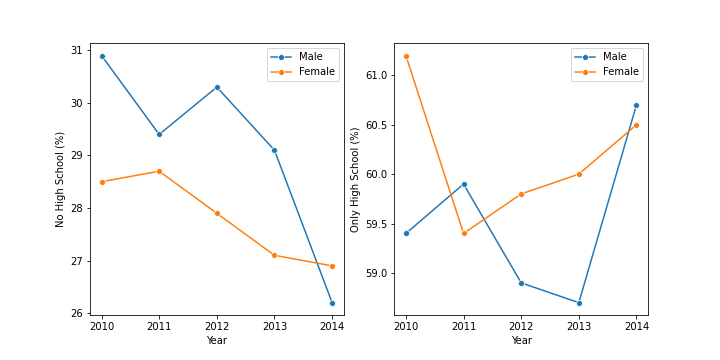 No High School (%)
31
30
29
28
27
26
2010 2011 2012 2013 2014
Year
Male
Female
Only High School (%)
61.0
60.5
60.0
59.5
59.0
2010 2011 2012 2013 2014
Year
Male
Female